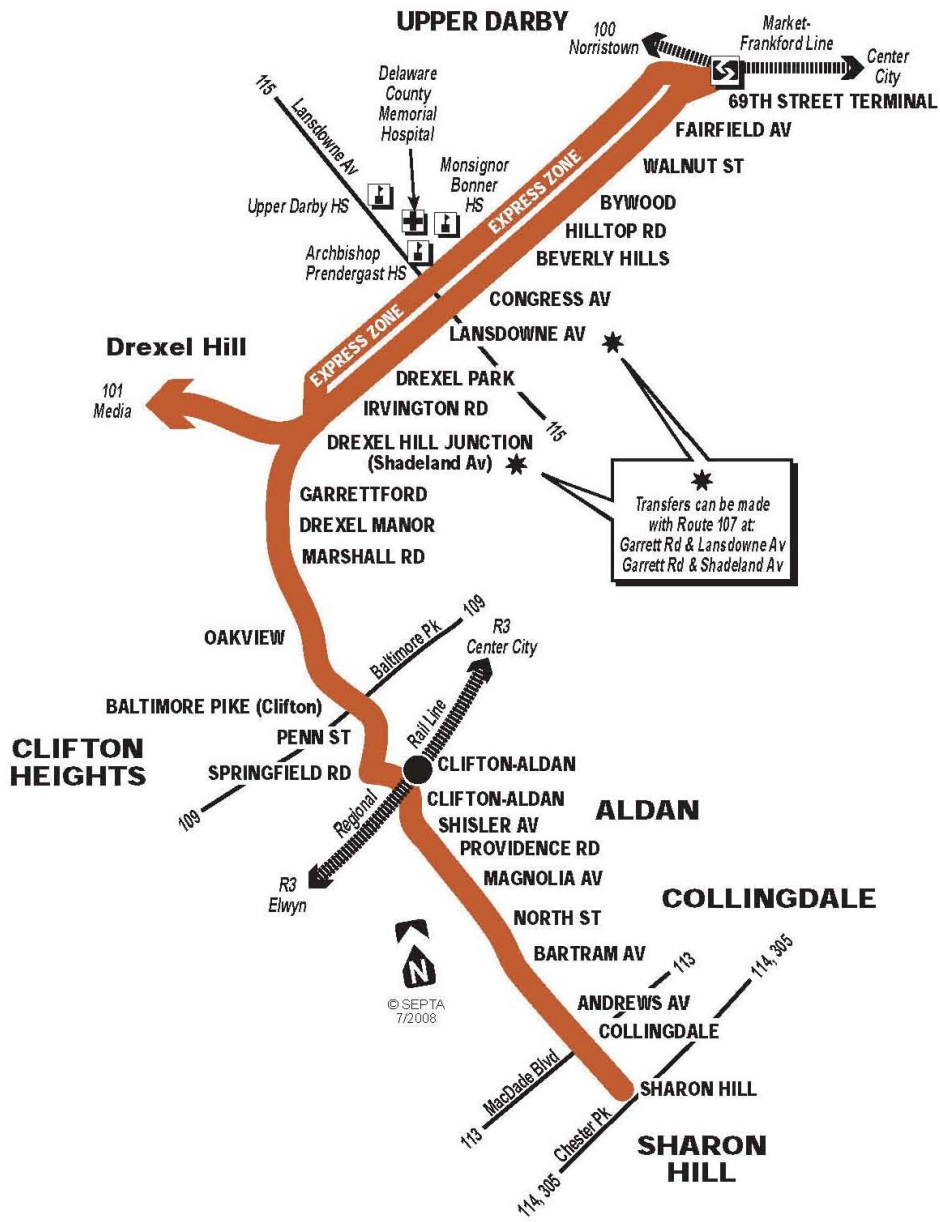 UPPER DARBY
100
Norristown
Market-
Frankford Line
Center
City
69TH STREET TERMINAL
115
Lansdowne Av
Delaware
County
Memorial
Hospital
Monsignor
Bonner
HS
Upper Darby HS
Archbishop
Prendergast HS
EXPRESS ZONE
EXPRESS ZONE
FAIRFIELD AV
WALNUT ST
BYWOOD
HILLTOP RD
BEVERLY HILLS
CONGRESS AV
LANSDOWNE AV
DREXEL PARK
IRVINGTON RD
115
Drexel Hill
101
Media
DREXEL HILL JUNCTION
(Shadeland Av)
Transfers can be made
with Route 107 at:
Garrett Rd & Lansdowne Av
Garrett Rd & Shadeland Av
GARRETTFORD
DREXEL MANOR
MARSHALL RD
OAKVIEW
Baltimore Pk
109
R3
Center City
BALTIMORE PIKE (Clifton)
PENN ST
Rail Line
CLIFTON
HEIGHTS
SPRINGFIELD RD
109
CLIFTON-ALDAN
Regional
R3
Elwyn
CLIFTON-ALDAN
ALDAN
SHISLER AV
PROVIDENCE RD
MAGNOLIA AV
COLLINGDALE
NORTH ST
BARTRAM AV
N
© SEPTA
7/2008
113
114, 305
ANDREWS AV
COLLINGDALE
MacDade Blvd
113
SHARON HILL
Chester Pk
114, 305
SHARON
HILL